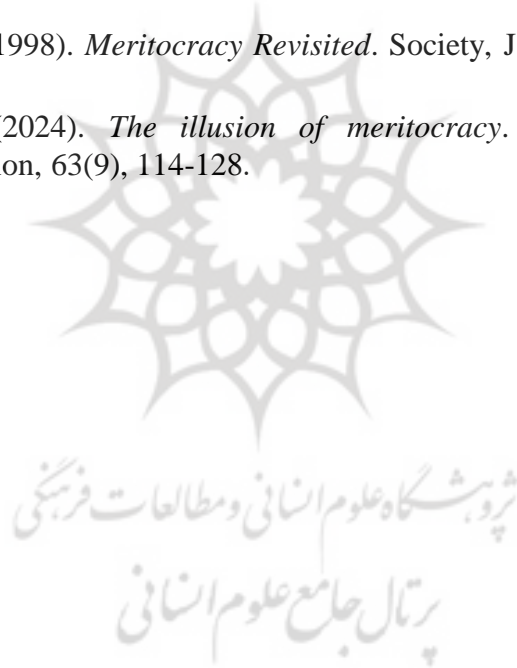 1998). Meritocracy Revisited. Society, J
(2024). The illusion of meritocracy.
ion, 63(9), 114-128.
پژوهشگاه علوم انسانی و مطالعات فرهنگی
پرتال جامع علوم انسانی